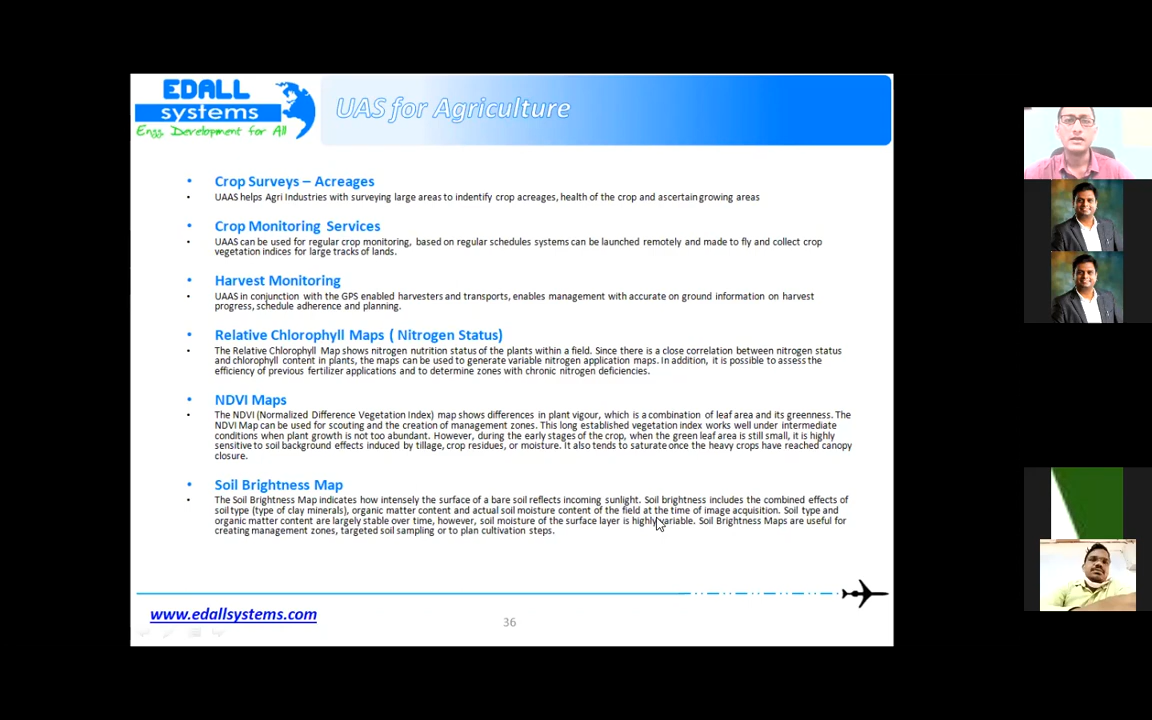 EDALL
systems
Engg. Development for All
UAS for Agriculture
• Crop Surveys – Acreages
• UAAS helps Agri Industries with surveying large areas to indentify crop acreages, health of the crop and ascertain growing areas
• Crop Monitoring Services
• UAAS can be used for regular crop monitoring, based on regular schedules systems can be launched remotely and made to fly and collect crop
vegetation indices for large tracks of lands.
• Harvest Monitoring
• UAAS in conjunction with the GPS enabled harvesters and transports, enables management with accurate on ground information on harvest
progress, schedule adherence and planning.
• Relative Chlorophyll Maps ( Nitrogen Status)
• The Relative Chlorophyll Map shows nitrogen nutrition status of the plants within a field. Since there is a close correlation between nitrogen status
and chlorophyll content in plants, the maps can be used to generate variable nitrogen application maps. In addition, it is possible to assess the
efficiency of previous fertilizer applications and to determine zones with chronic nitrogen deficiencies.
• NDVI Maps
• The NDVI (Normalized Difference Vegetation Index) map shows differences in plant vigour, which is a combination of leaf area and its greenness. The
NDVI Map can be used for scouting and the creation of management zones. This long established vegetation index works well under intermediate
conditions when plant growth is not too abundant. However, during the early stages of the crop, when the green leaf area is still small, it is highly
sensitive to soil background effects induced by tillage, crop residues, or moisture. It also tends to saturate once the heavy crops have reached canopy
closure.
• Soil Brightness Map
• The Soil Brightness Map indicates how intensely the surface of a bare soil reflects incoming sunlight. Soil brightness includes the combined effects of
soil type (type of clay minerals), organic matter content and actual soil moisture content of the field at the time of image acquisition. Soil type and
organic matter content are largely stable over time, however, soil moisture of the surface layer is highly variable. Soil Brightness Maps are useful for
creating management zones, targeted soil sampling or to plan cultivation steps.
www.edallsystems.com
36